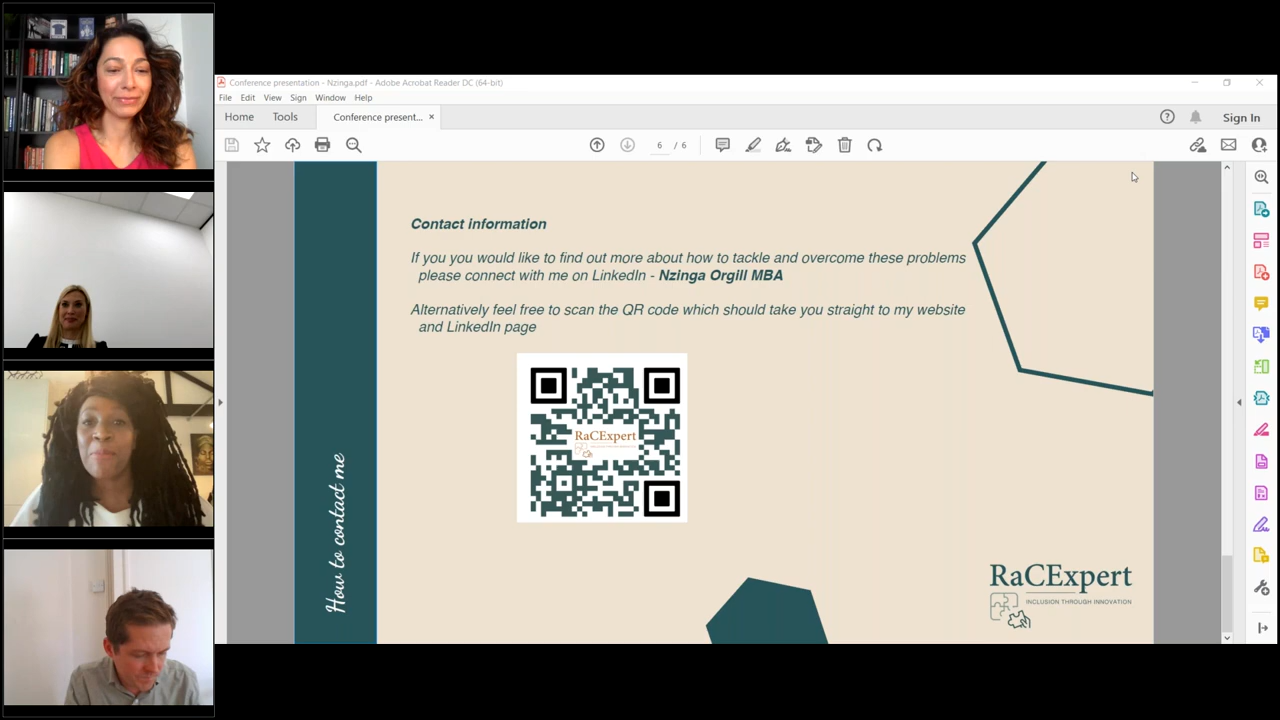 Conference presentation - Nzinga.pdf - Adobe Acrobat Reader DC (64-bit)
File Edit View Sign Window Help
Home Tools Conference present... × Sign In
6 / 6
Contact information
If you you would like to find out more about how to tackle and overcome these problems
please connect with me on LinkedIn - Nzinga Orgill MBA
Alternatively feel free to scan the QR code which should take you straight to my website
and LinkedIn page
RaCExpert
How to contact me
RaCExpert
INCLUSION THROUGH INNOVATION